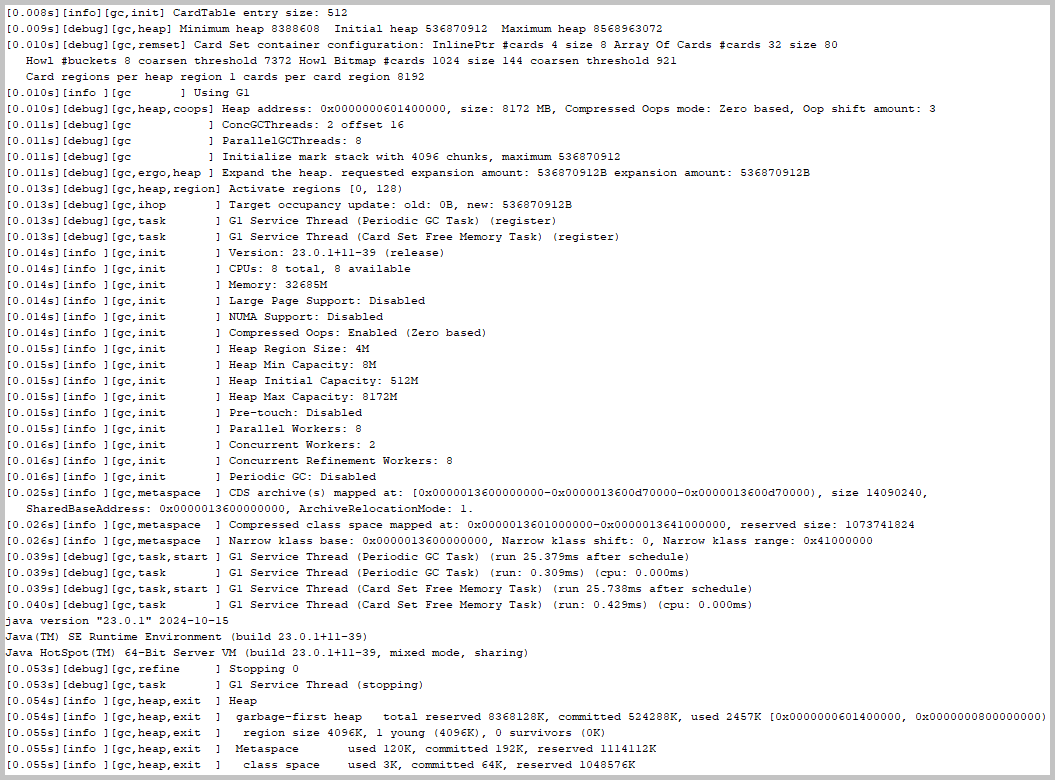 [0.008s][info][gc,init] CardTable entry size: 512
[0.009s][debug][gc,heap] Minimum heap 8388608  Initial heap 536870912  Maximum heap 8568963072
[0.010s][debug][gc,remset] Card Set container configuration: InlinePtr #cards 4 size 8 Array Of Cards #cards 32 size 80
Howl #buckets 8 coarsen threshold 7372 Howl Bitmap #cards 1024 size 144 coarsen threshold 921
Card regions per heap region 1 cards per card region 8192
[0.010s][info ][gc      ] Using G1
[0.010s][debug][gc,heap,coops] Heap address: 0x0000000601400000, size: 8172 MB, Compressed Oops mode: Zero based, Oop shift amount: 3
[0.011s][debug][gc           ] ConcGCThreads: 2 offset 16
[0.011s][debug][gc           ] ParallelGCThreads: 8
[0.011s][debug][gc           ] Initialize mark stack with 4096 chunks, maximum 536870912
[0.011s][debug][gc,ergo,heap ] Expand the heap. requested expansion amount: 536870912B expansion amount: 536870912B
[0.013s][debug][gc,heap,region] Activate regions [0, 128)
[0.013s][debug][gc,ihop       ] Target occupancy update: old: 0B, new: 536870912B
[0.013s][debug][gc,task       ] G1 Service Thread (Periodic GC Task) (register)
[0.013s][debug][gc,task       ] G1 Service Thread (Card Set Free Memory Task) (register)
[0.014s][info ][gc,init       ] Version: 23.0.1+11-39 (release)
[0.014s][info ][gc,init       ] CPUs: 8 total, 8 available
[0.014s][info ][gc,init       ] Memory: 32685M
[0.014s][info ][gc,init       ] Large Page Support: Disabled
[0.014s][info ][gc,init       ] NUMA Support: Disabled
[0.014s][info ][gc,init       ] Compressed Oops: Enabled (Zero based)
[0.015s][info ][gc,init       ] Heap Region Size: 4M
[0.015s][info ][gc,init       ] Heap Min Capacity: 8M
[0.015s][info ][gc,init       ] Heap Initial Capacity: 512M
[0.015s][info ][gc,init       ] Heap Max Capacity: 8172M
[0.015s][info ][gc,init       ] Pre-touch: Disabled
[0.015s][info ][gc,init       ] Parallel Workers: 8
[0.016s][info ][gc,init       ] Concurrent Workers: 2
[0.016s][info ][gc,init       ] Concurrent Refinement Workers: 8
[0.016s][info ][gc,init       ] Periodic GC: Disabled
[0.025s][info ][gc,metaspace  ] CDS archive(s) mapped at: [0x0000013600000000-0x0000013600d70000-0x0000013600d70000), size 14090240,
SharedBaseAddress: 0x0000013600000000, ArchiveRelocationMode: 1.
[0.026s][info ][gc,metaspace  ] Compressed class space mapped at: 0x0000013601000000-0x0000013641000000, reserved size: 1073741824
[0.026s][info ][gc,metaspace  ] Narrow klass base: 0x0000013600000000, Narrow klass shift: 0, Narrow klass range: 0x41000000
[0.039s][debug][gc,task,start ] G1 Service Thread (Periodic GC Task) (run 25.379ms after schedule)
[0.039s][debug][gc,task       ] G1 Service Thread (Periodic GC Task) (run: 0.309ms) (cpu: 0.000ms)
[0.039s][debug][gc,task,start ] G1 Service Thread (Card Set Free Memory Task) (run 25.738ms after schedule)
[0.040s][debug][gc,task       ] G1 Service Thread (Card Set Free Memory Task) (run: 0.429ms) (cpu: 0.000ms)
java version "23.0.1" 2024-10-15
Java(TM) SE Runtime Environment (build 23.0.1+11-39)
Java HotSpot(TM) 64-Bit Server VM (build 23.0.1+11-39, mixed mode, sharing)
[0.053s][debug][gc,refine     ] Stopping 0
[0.053s][debug][gc,task       ] G1 Service Thread (stopping)
[0.054s][info ][gc,heap,exit  ] Heap
[0.054s][info ][gc,heap,exit  ]  garbage-first heap   total reserved 8368128K, committed 524288K, used 2457K [0x0000000601400000, 0x0000000800000000)
[0.055s][info ][gc,heap,exit  ]   region size 4096K, 1 young (4096K), 0 survivors (0K)
[0.055s][info ][gc,heap,exit  ]  Metaspace       used 120K, committed 192K, reserved 1114112K
[0.055s][info ][gc,heap,exit  ]   class space    used 3K, committed 64K, reserved 1048576K